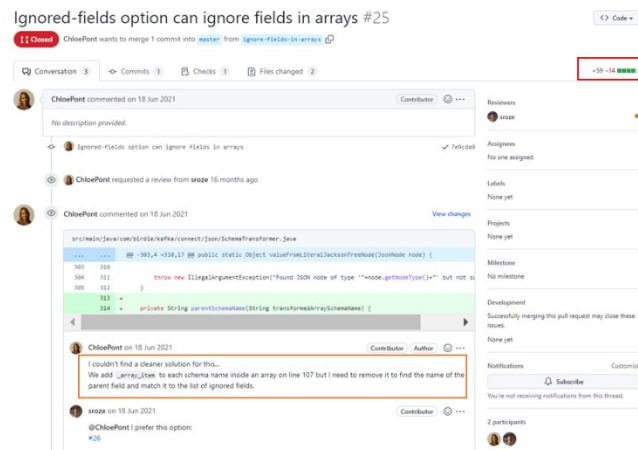 Ignored-fields option can ignore fields in arrays #25
Code
Closed ChloePont wants to merge 1 commit into master from ignore-fields-in-arrays
Conversation 3 Commits 1 Checks 1 Files changed 2
+59 −14
ChloePont commented on 18 Jun 2021 Contributor
No description provided.
ignored-fields option can ignore fields in arrays
ChloePont requested a review from sroze 16 months ago
ChloePont commented on 18 Jun 2021 View changes
src/main/java/com/birdie/kafka/connect/json/SchemaTransformer.java
... ... @@ -303,4 +310,17 @@ public static Object valueFromLiteralJacksonTreeNode(JsonNode node) {
303 310
304 311 throw new IllegalArgumentException("Found JSON node of type '"+node.getNodeType()+"' but not
305 312 }
313 +
314 + private String parentSchemaName(String transformedArraySchemaName) {
ChloePont on 18 Jun 2021 Contributor Author
I couldn't find a cleaner solution for this...
We add _array_item to each schema name inside an array on line 107 but I need to remove it to find the name of the
parent field and match it to the list of ignored fields.
sroze on 18 Jun 2021 Contributor
@ChloePont I prefer this option:
#26
Reviewers
sroze
Assignees
No one assigned
Labels
None yet
Projects
None yet
Milestone
No milestone
Development
Successfully merging this pull request may close these
issues.
None yet
Notifications
Subscribe
You're not receiving notifications from this thread.
2 participants